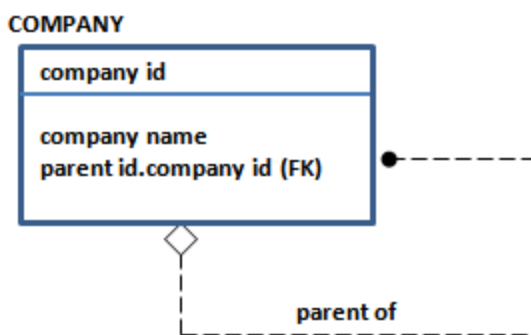 COMPANY
company id
company name
parent id.company id (FK)
parent of